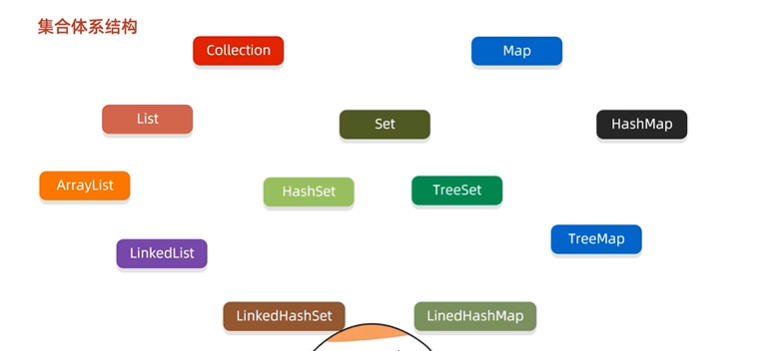 集合体系结构
Collection
Map
List
Set
HashMap
ArrayList
HashSet
TreeSet
TreeMap
LinkedList
LinkedHashSet
LinedHashMap